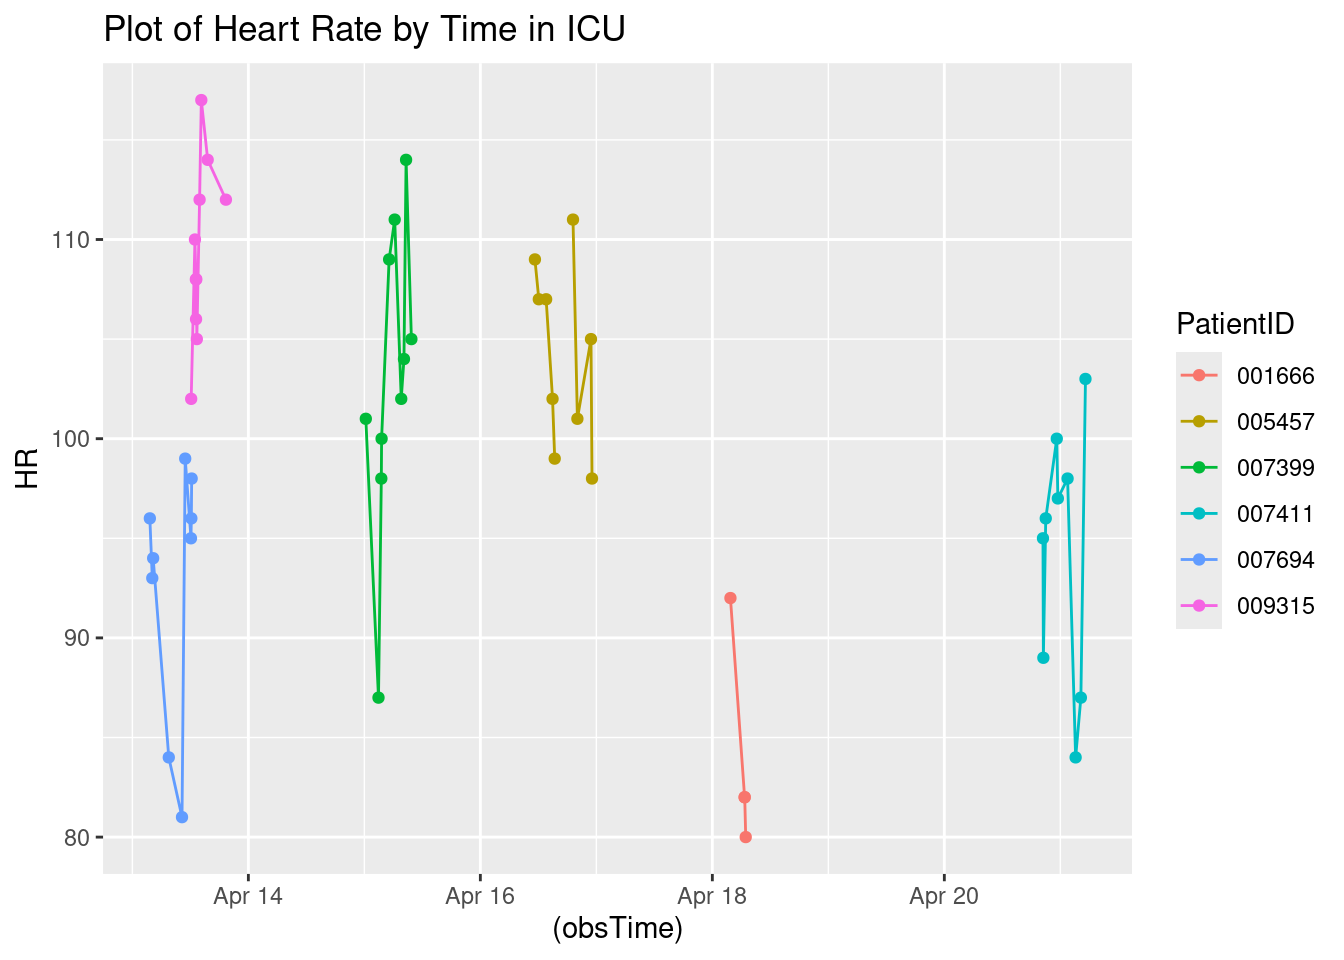 Plot of Heart Rate by Time in ICU
HR
110
100
90
80
Apr 14
Apr 16
Apr 18
Apr 20
(obsTime)
PatientID
001666
005457
007399
007411
007694
009315